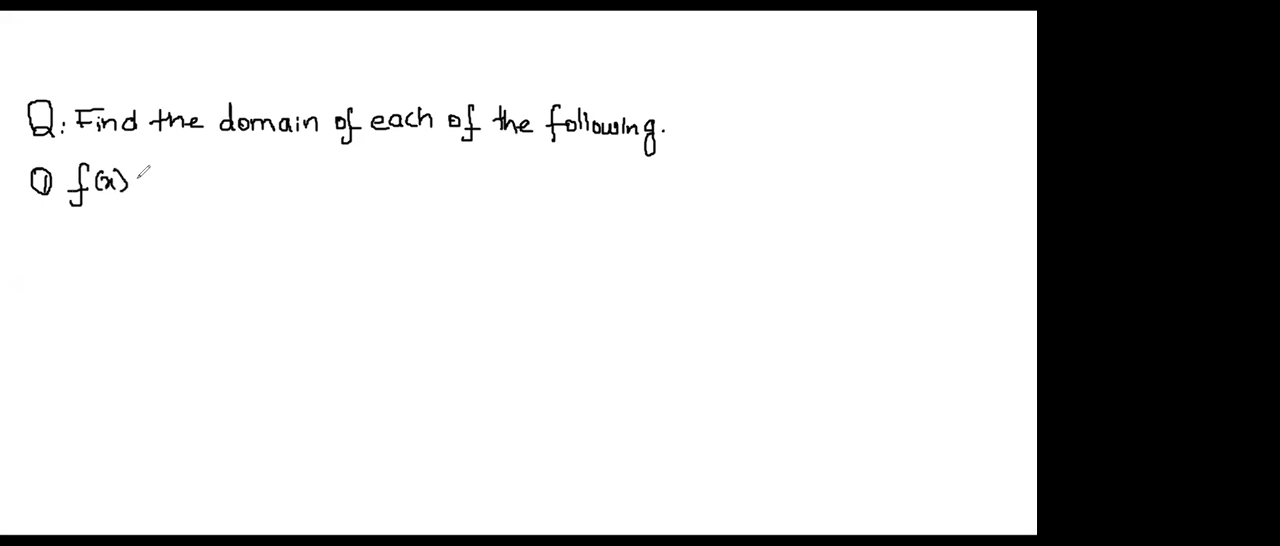 Q: Find the domain of each of the following.
① f(x)